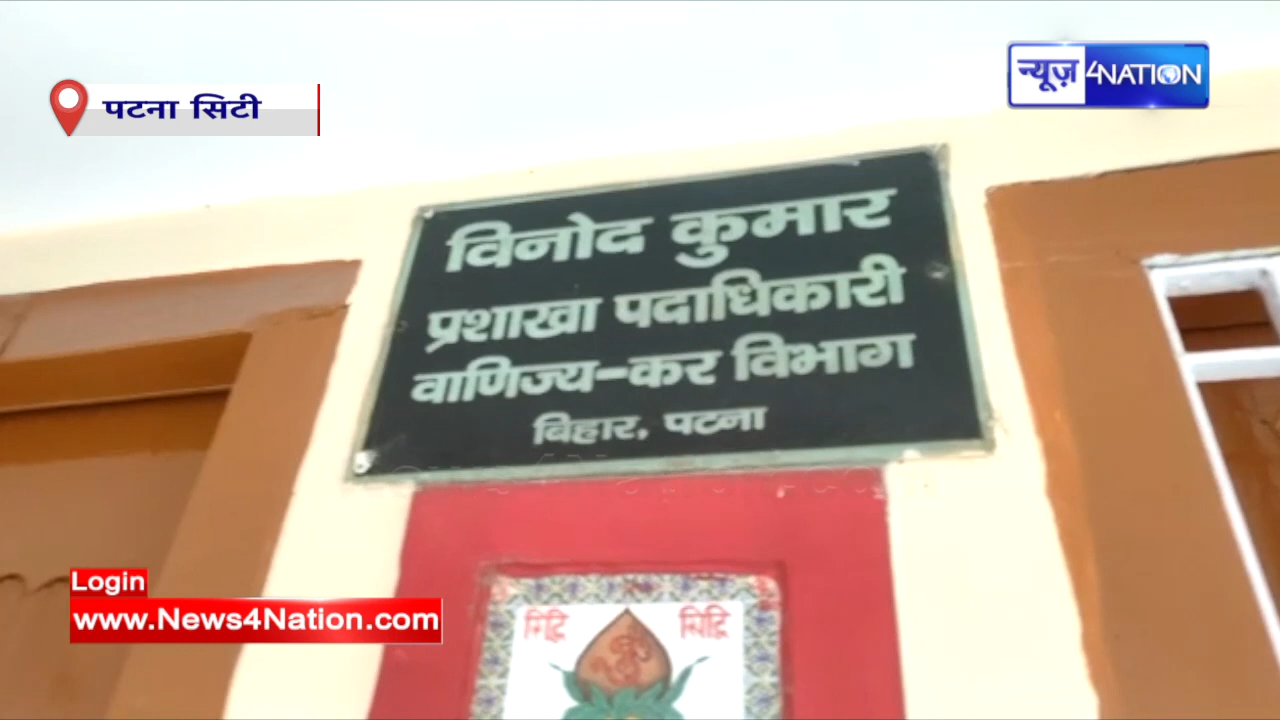 न्यूज़ 4NATION
पटना सिटी
विनोद कुमार
प्रशाखा पदाधिकारी
वाणिज्य-कर विभाग
बिहार, पटना
Login
www.News4Nation.com
सिद्धि